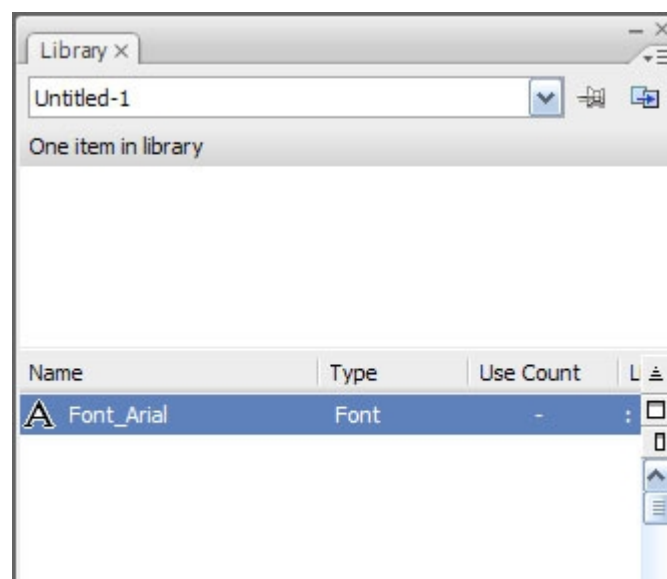 Library
Untitled-1
One item in library
Name Type Use Count L
Font_Arial Font - :